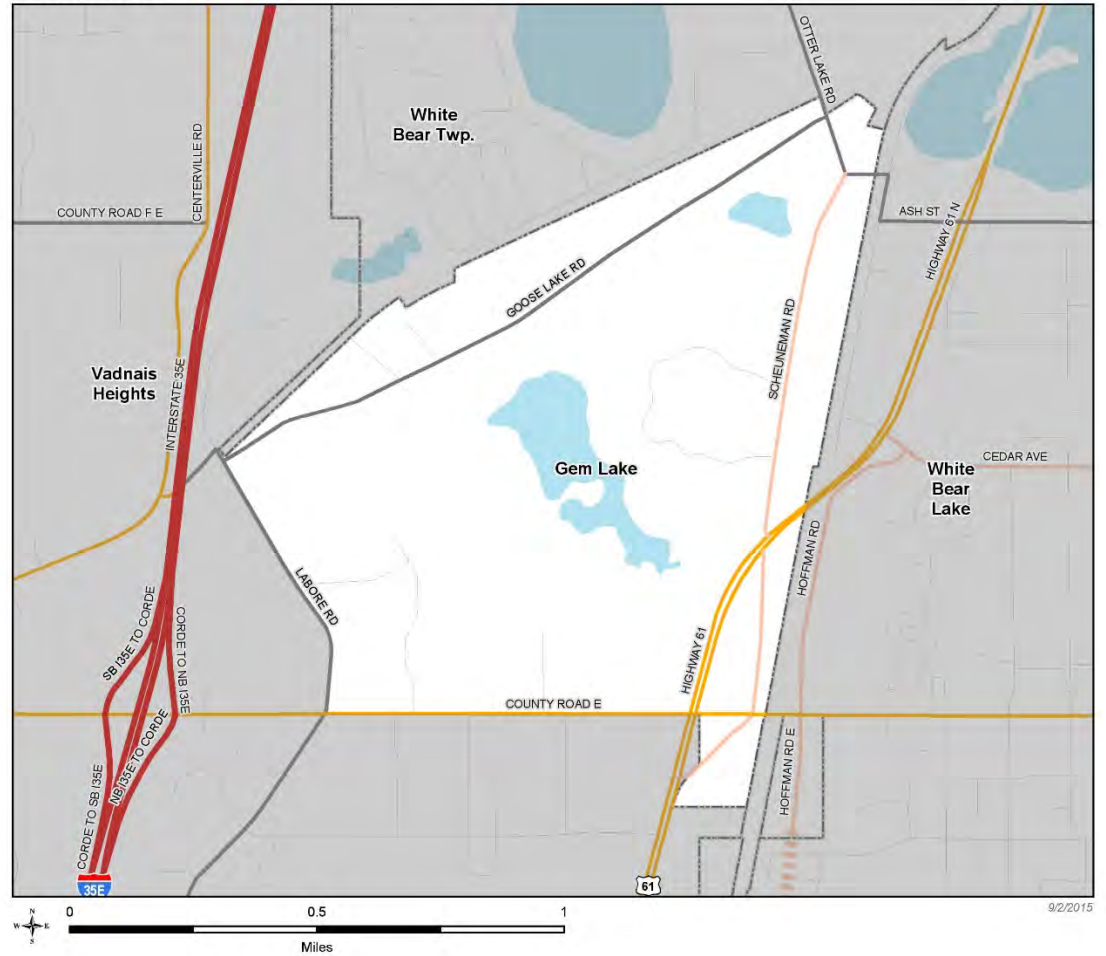 OTTER LAKE RD
White
Bear Twp.
CENTERVILLE RD
COUNTY ROAD F E
ASH ST
HIGHWAY 61 N
GOOSE LAKE RD
SCHEUNEMAN RD
Vadnais
Heights
INTERSTATE 35E
CEDAR AVE
Gem Lake
White
Bear
Lake
HOFFMAN RD
LABORE RD
SB I35E TO CORDE
CORDE TO NB I35E
HIGHWAY 61
COUNTY ROAD E
NB I35E TO CORDE
HOFFMAN RD E
CORDE TO SB I35E
35E
61
9/2/2015
N
W E
S
0 0.5 1
Miles